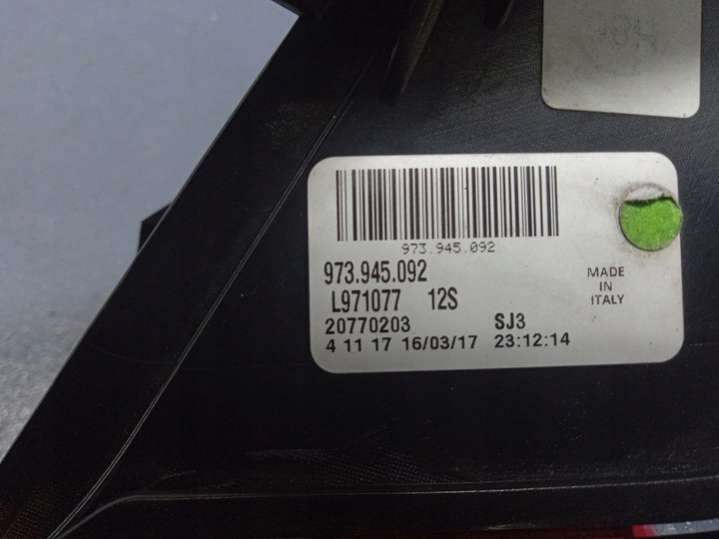 973.945.092
973.945.092
L971077 12S
20770203 SJ3
4 11 17 16/03/17 23:12:14
MADE
IN
ITALY